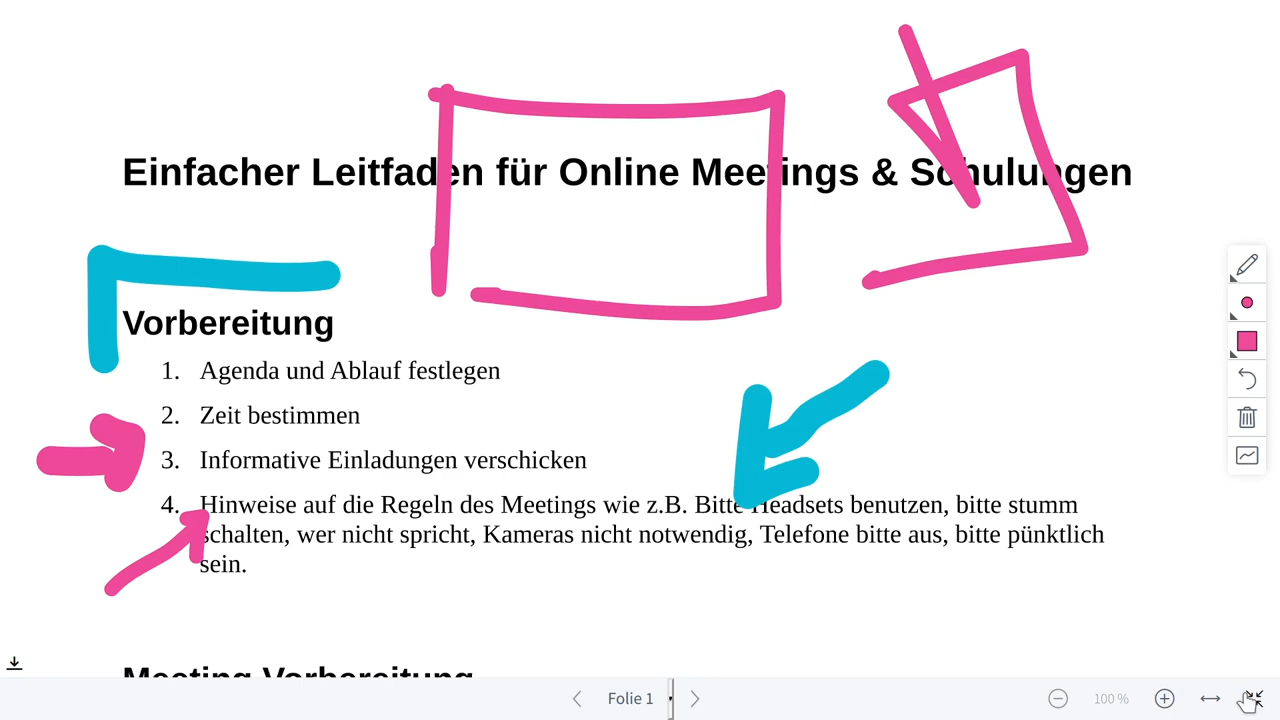 Einfacher Leitfaden für Online Meetings & Schulungen
Vorbereitung
1. Agenda und Ablauf festlegen
2. Zeit bestimmen
3. Informative Einladungen verschicken
4. Hinweise auf die Regeln des Meetings wie z.B. Bitte Headsets benutzen, bitte stumm
schalten, wer nicht spricht, Kameras nicht notwendig, Telefone bitte aus, bitte pünktlich
sein.
Meeting Vorbereitung
Folie 1
100 %